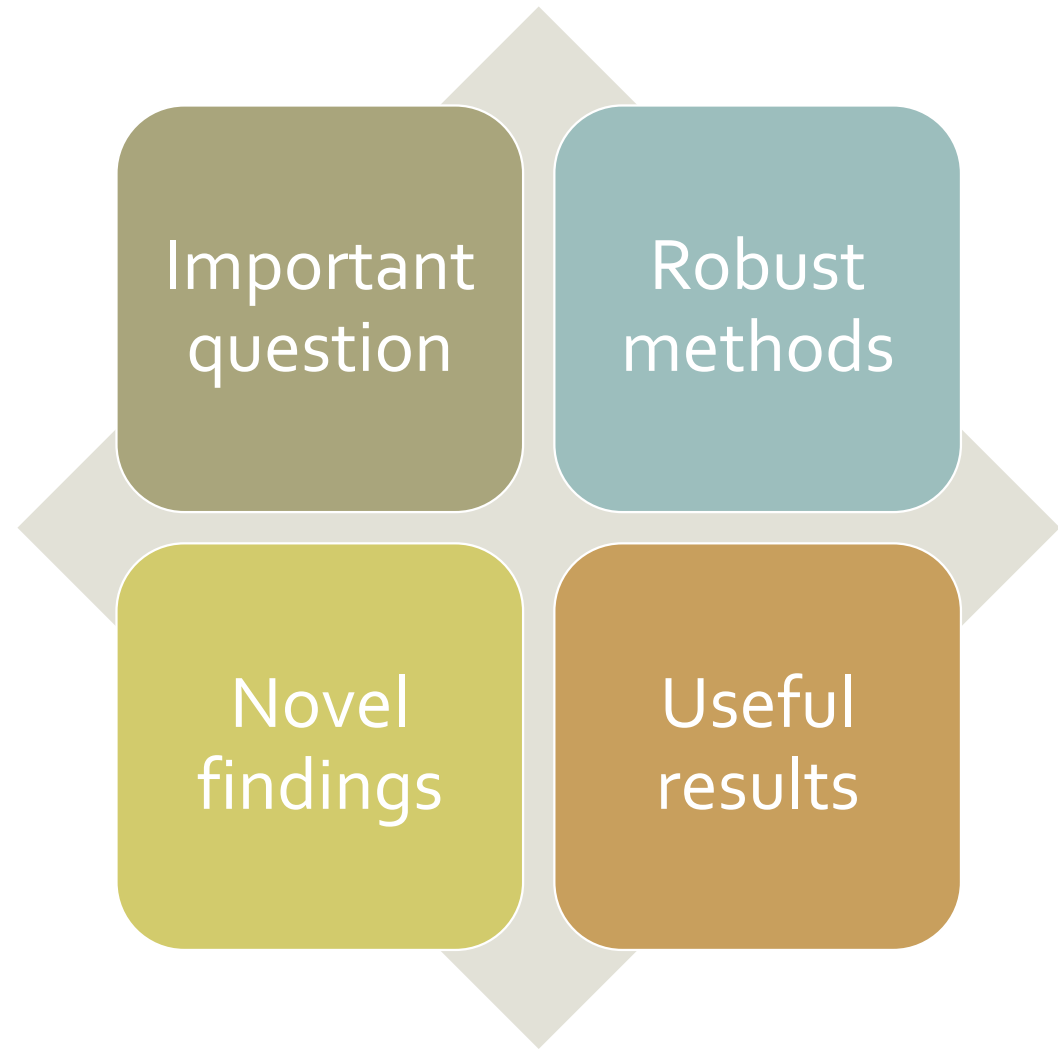 Important
question
Robust
methods
Novel
findings
Useful
results